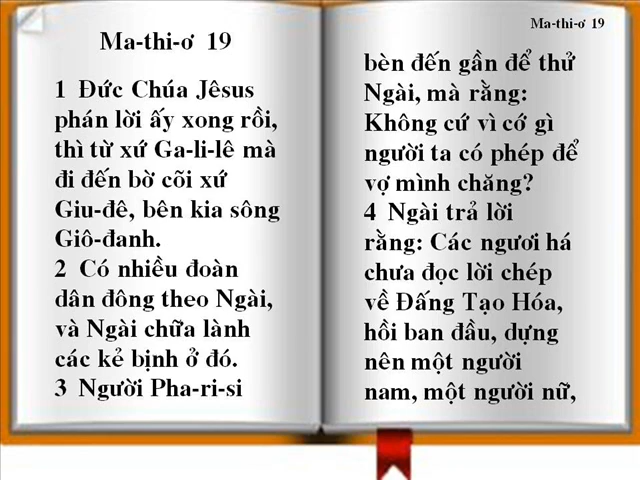 Ma-thi-ơ 19
1 Đức Chúa Jêsus
phán lời ấy xong rồi,
thì từ xứ Ga-li-lê mà
đi đến bờ cõi xứ
Giu-đê, bên kia sông
Giô-đanh.
2 Có nhiều đoàn
dân đông theo Ngài,
và Ngài chữa lành
các kẻ bịnh ở đó.
3 Người Pha-ri-si
Ma-thi-ơ 19
bèn đến gần để thử
Ngài, mà rằng:
Không cứ vì cớ gì
người ta có phép để
vợ mình chăng?
4 Ngài trả lời
rằng: Các ngươi há
chưa đọc lời chép
về Đấng Tạo Hóa,
hồi ban đầu, dựng
nên một người
nam, một người nữ,